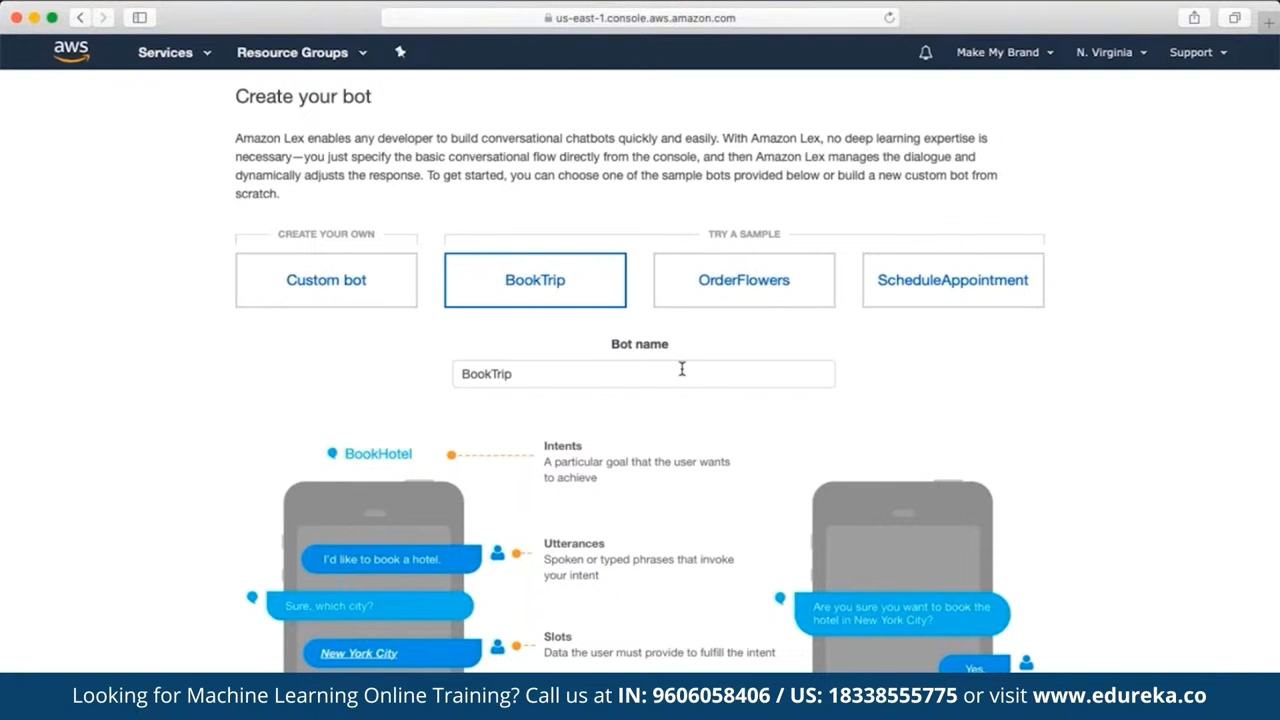 us-east-1.console.aws.amazon.com
aws
Services
Resource Groups
Make My Brand
N. Virginia
Support
Create your bot
Amazon Lex enables any developer to build conversational chatbots quickly and easily. With Amazon Lex, no deep learning expertise is
necessary—you just specify the basic conversational flow directly from the console, and then Amazon Lex manages the dialogue and
dynamically adjusts the response. To get started, you can choose one of the sample bots provided below or build a new custom bot from
scratch.
CREATE YOUR OWN
TRY A SAMPLE
Custom bot
BookTrip
OrderFlowers
ScheduleAppointment
Bot name
BookTrip
BookHotel
Intents
A particular goal that the user wants
to achieve
I'd like to book a hotel.
Utterances
Spoken or typed phrases that invoke
your intent
Sure, which city?
Are you sure you want to book the
hotel in New York City?
New York City
Slots
Data the user must provide to fulfill the intent
Yes
Looking for Machine Learning Online Training? Call us at IN: 9606058406 / US: 18338555775 or visit www.edureka.co